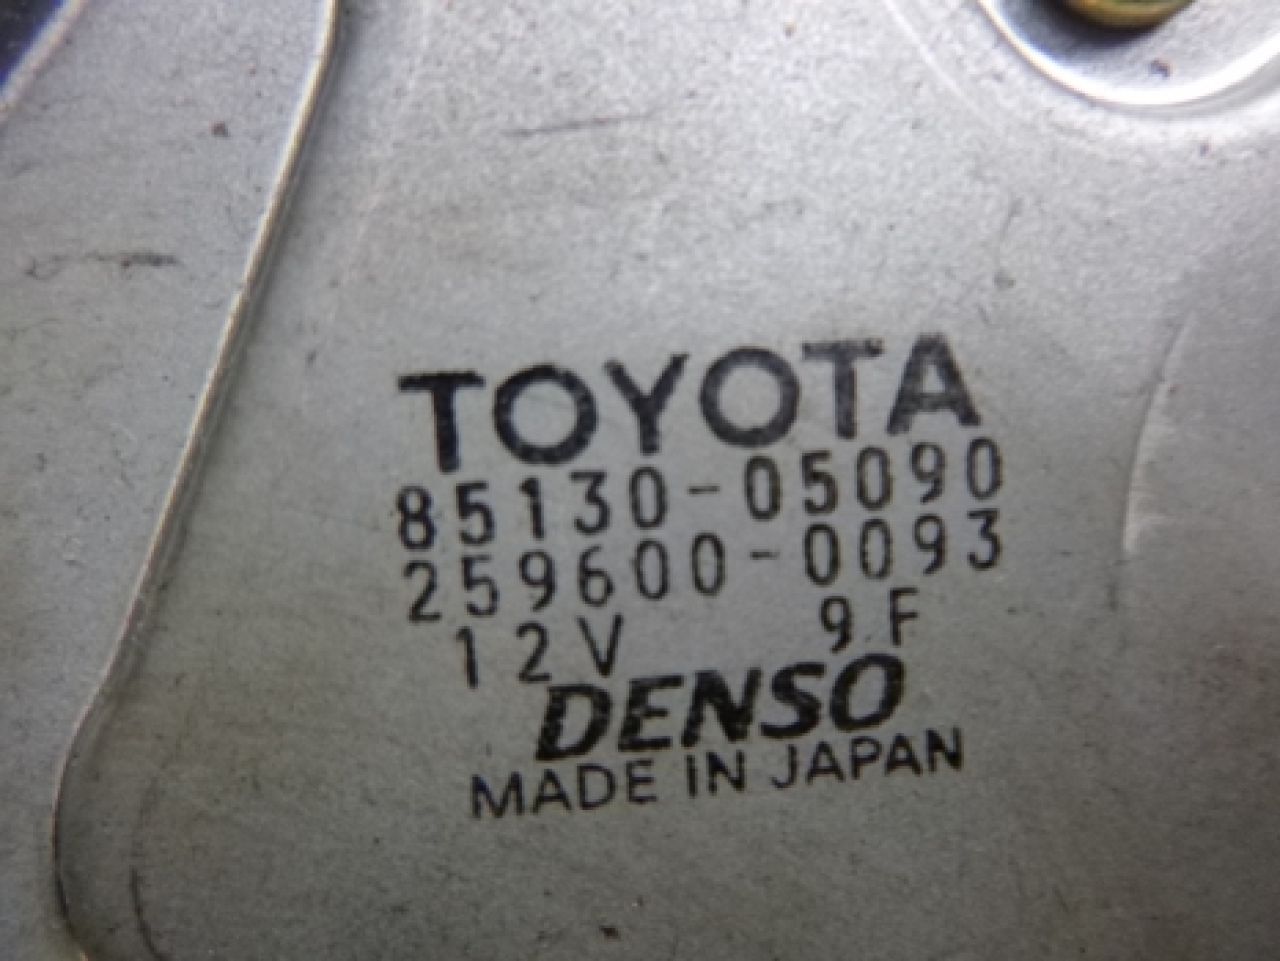 TOYOTA
85130-05090
259600-0093
12V 9F
DENSO
MADE IN JAPAN